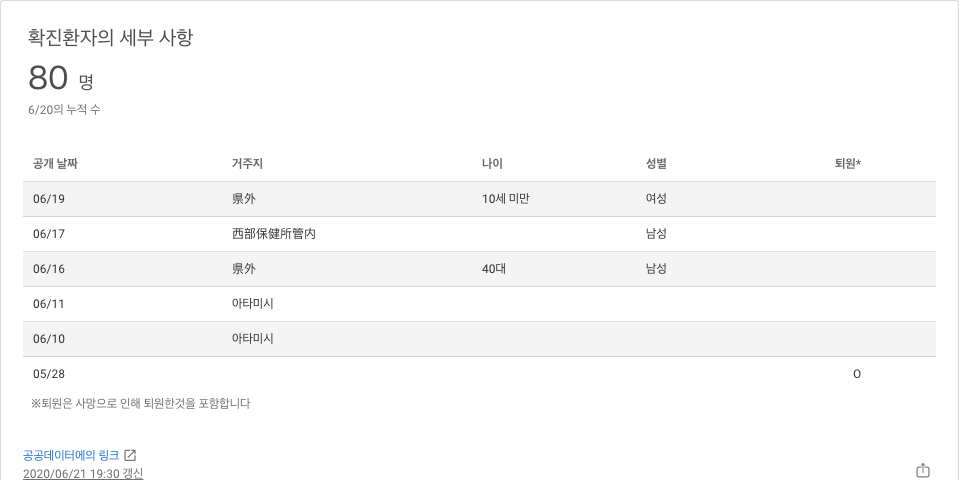 확진환자의 세부 사항
80 명
6/20의 누적 수
공개 날짜 거주지 나이 성별 퇴원*
06/19 県外 10세 미만 여성
06/17 西部保健所管内 남성
06/16 県外 40대 남성
06/11 아타미시
06/10 아타미시
05/28 O
※퇴원은 사망으로 인해 퇴원한것을 포함합니다
공공데이터에의 링크
2020/06/21 19:30 갱신